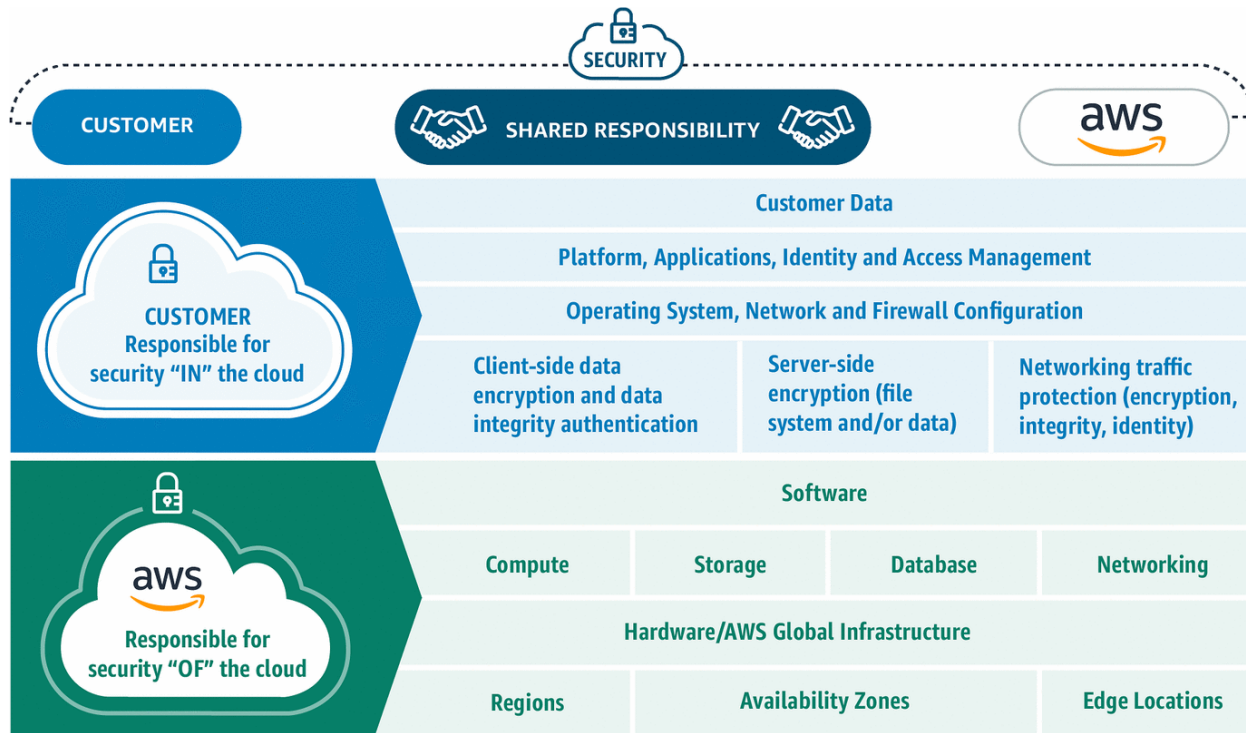 SECURITY
CUSTOMER
SHARED RESPONSIBILITY
aws
CUSTOMER
Responsible for
security “IN” the cloud
Customer Data
Platform, Applications, Identity and Access Management
Operating System, Network and Firewall Configuration
Client-side data
encryption and data
integrity authentication
Server-side
encryption (file
system and/or data)
Networking traffic
protection (encryption,
integrity, identity)
aws
Responsible for
security “OF” the cloud
Software
Compute
Storage
Database
Networking
Hardware/AWS Global Infrastructure
Regions
Availability Zones
Edge Locations